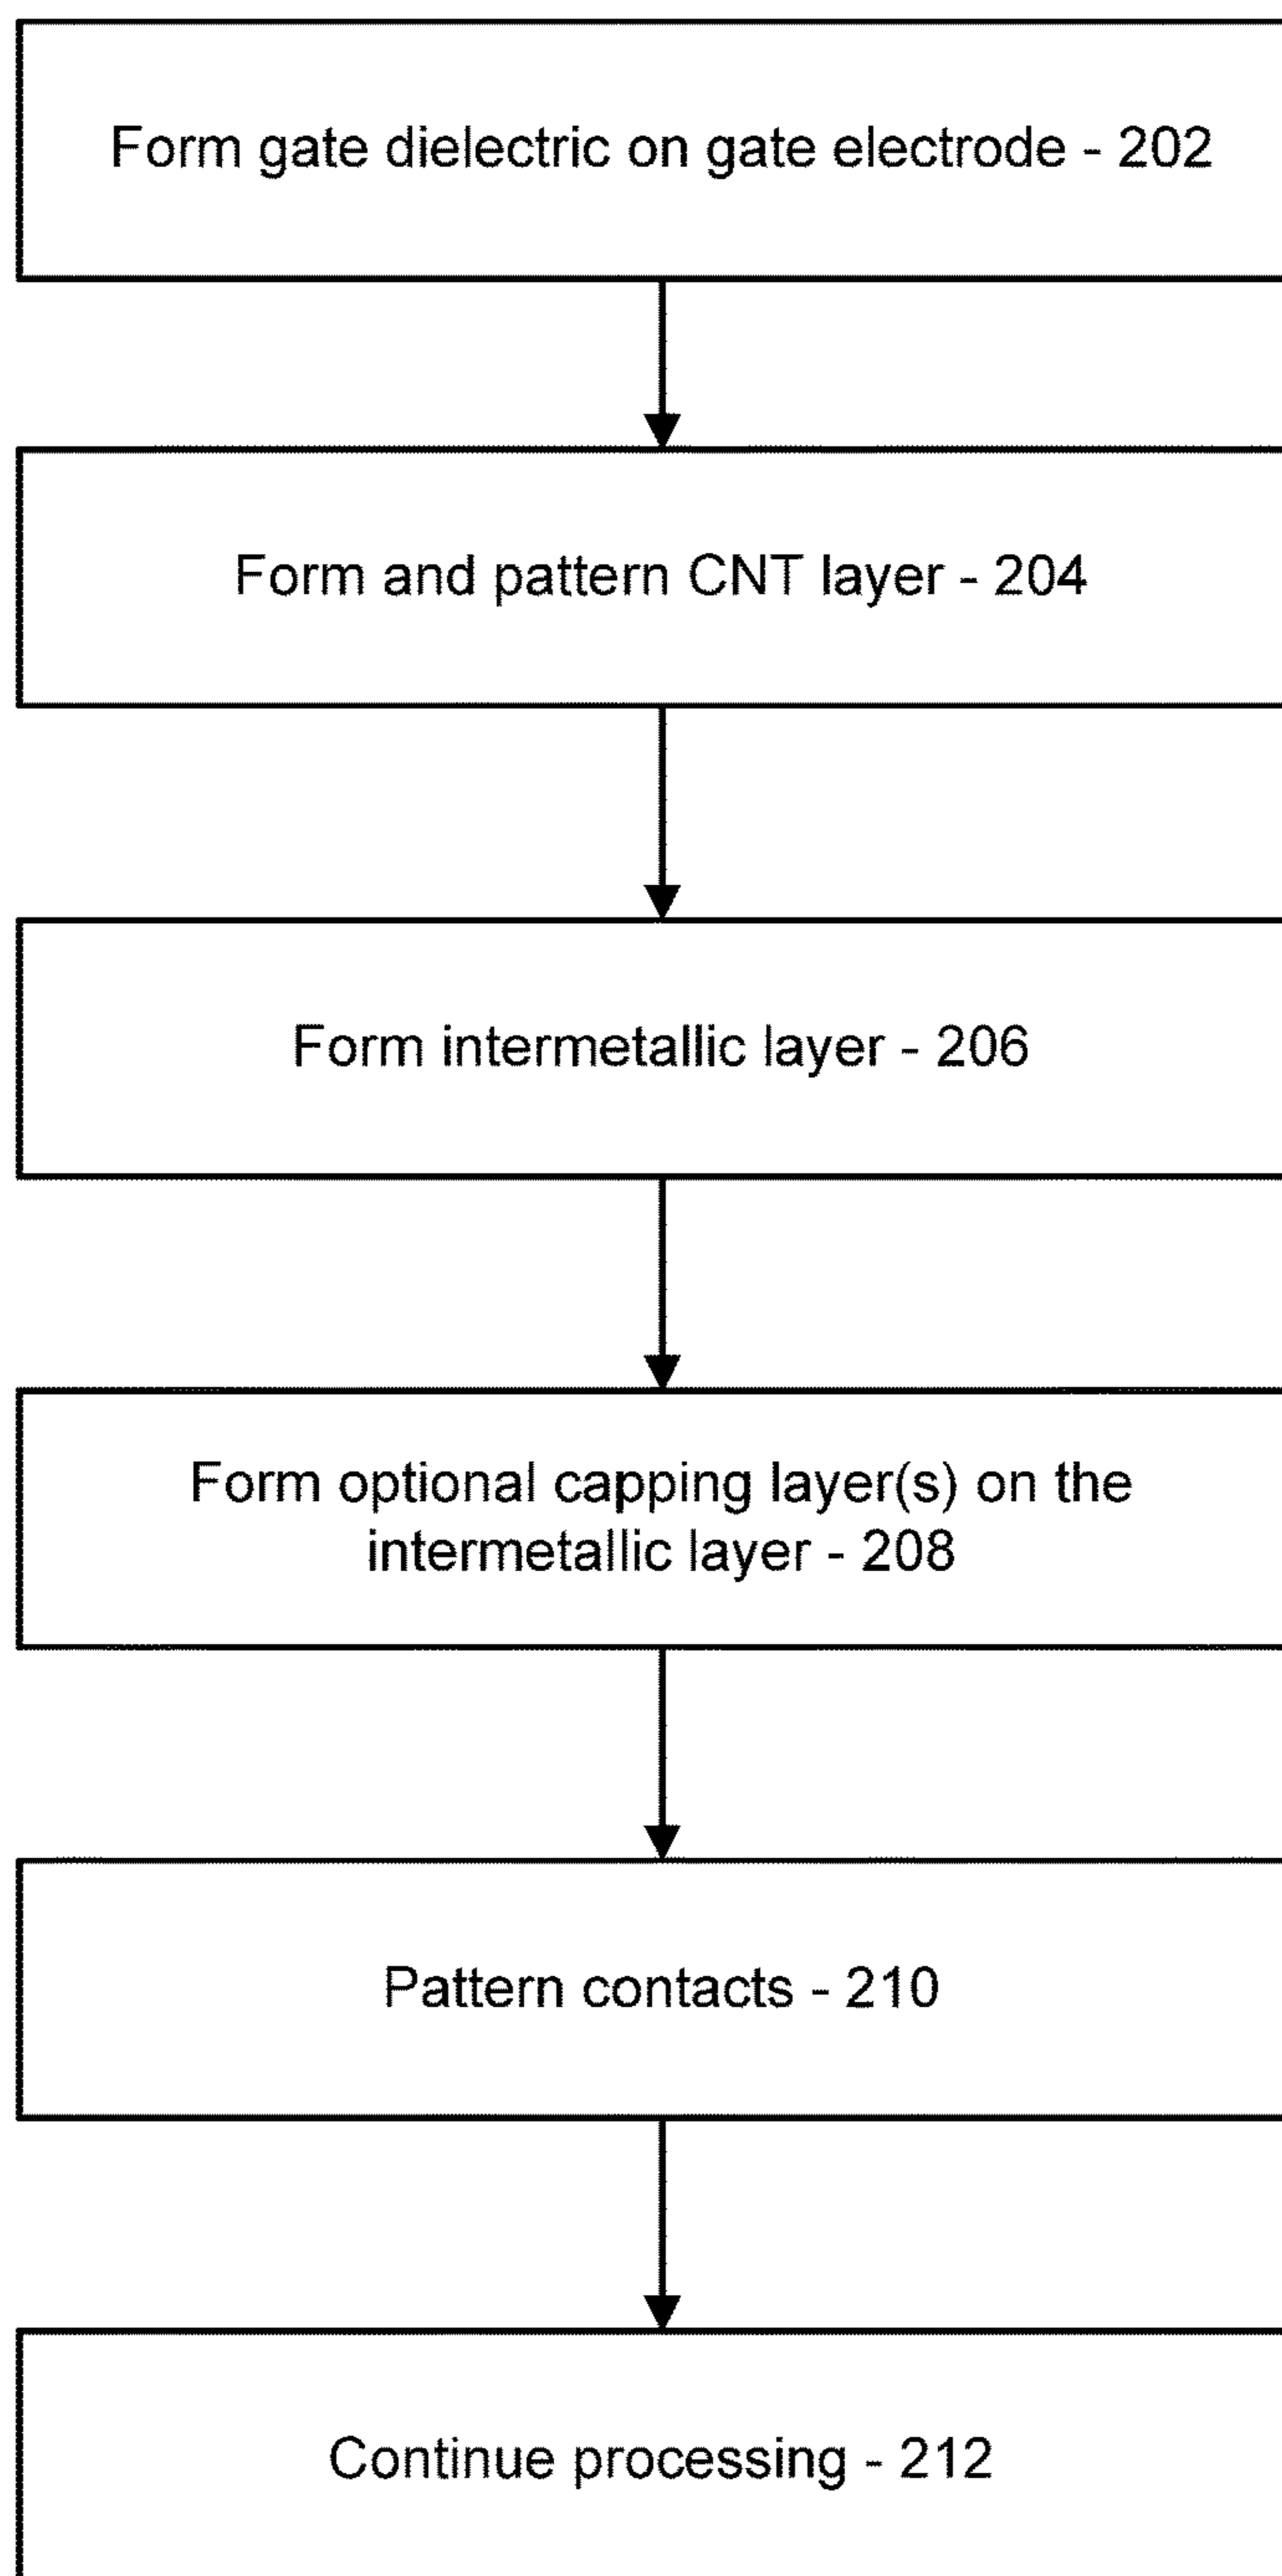 Form gate dielectric on gate electrode - 202
Form and pattern CNT layer - 204
Form intermetallic layer - 206
Form optional capping layer(s) on the
intermetallic layer - 208
Pattern contacts - 210
Continue processing - 212